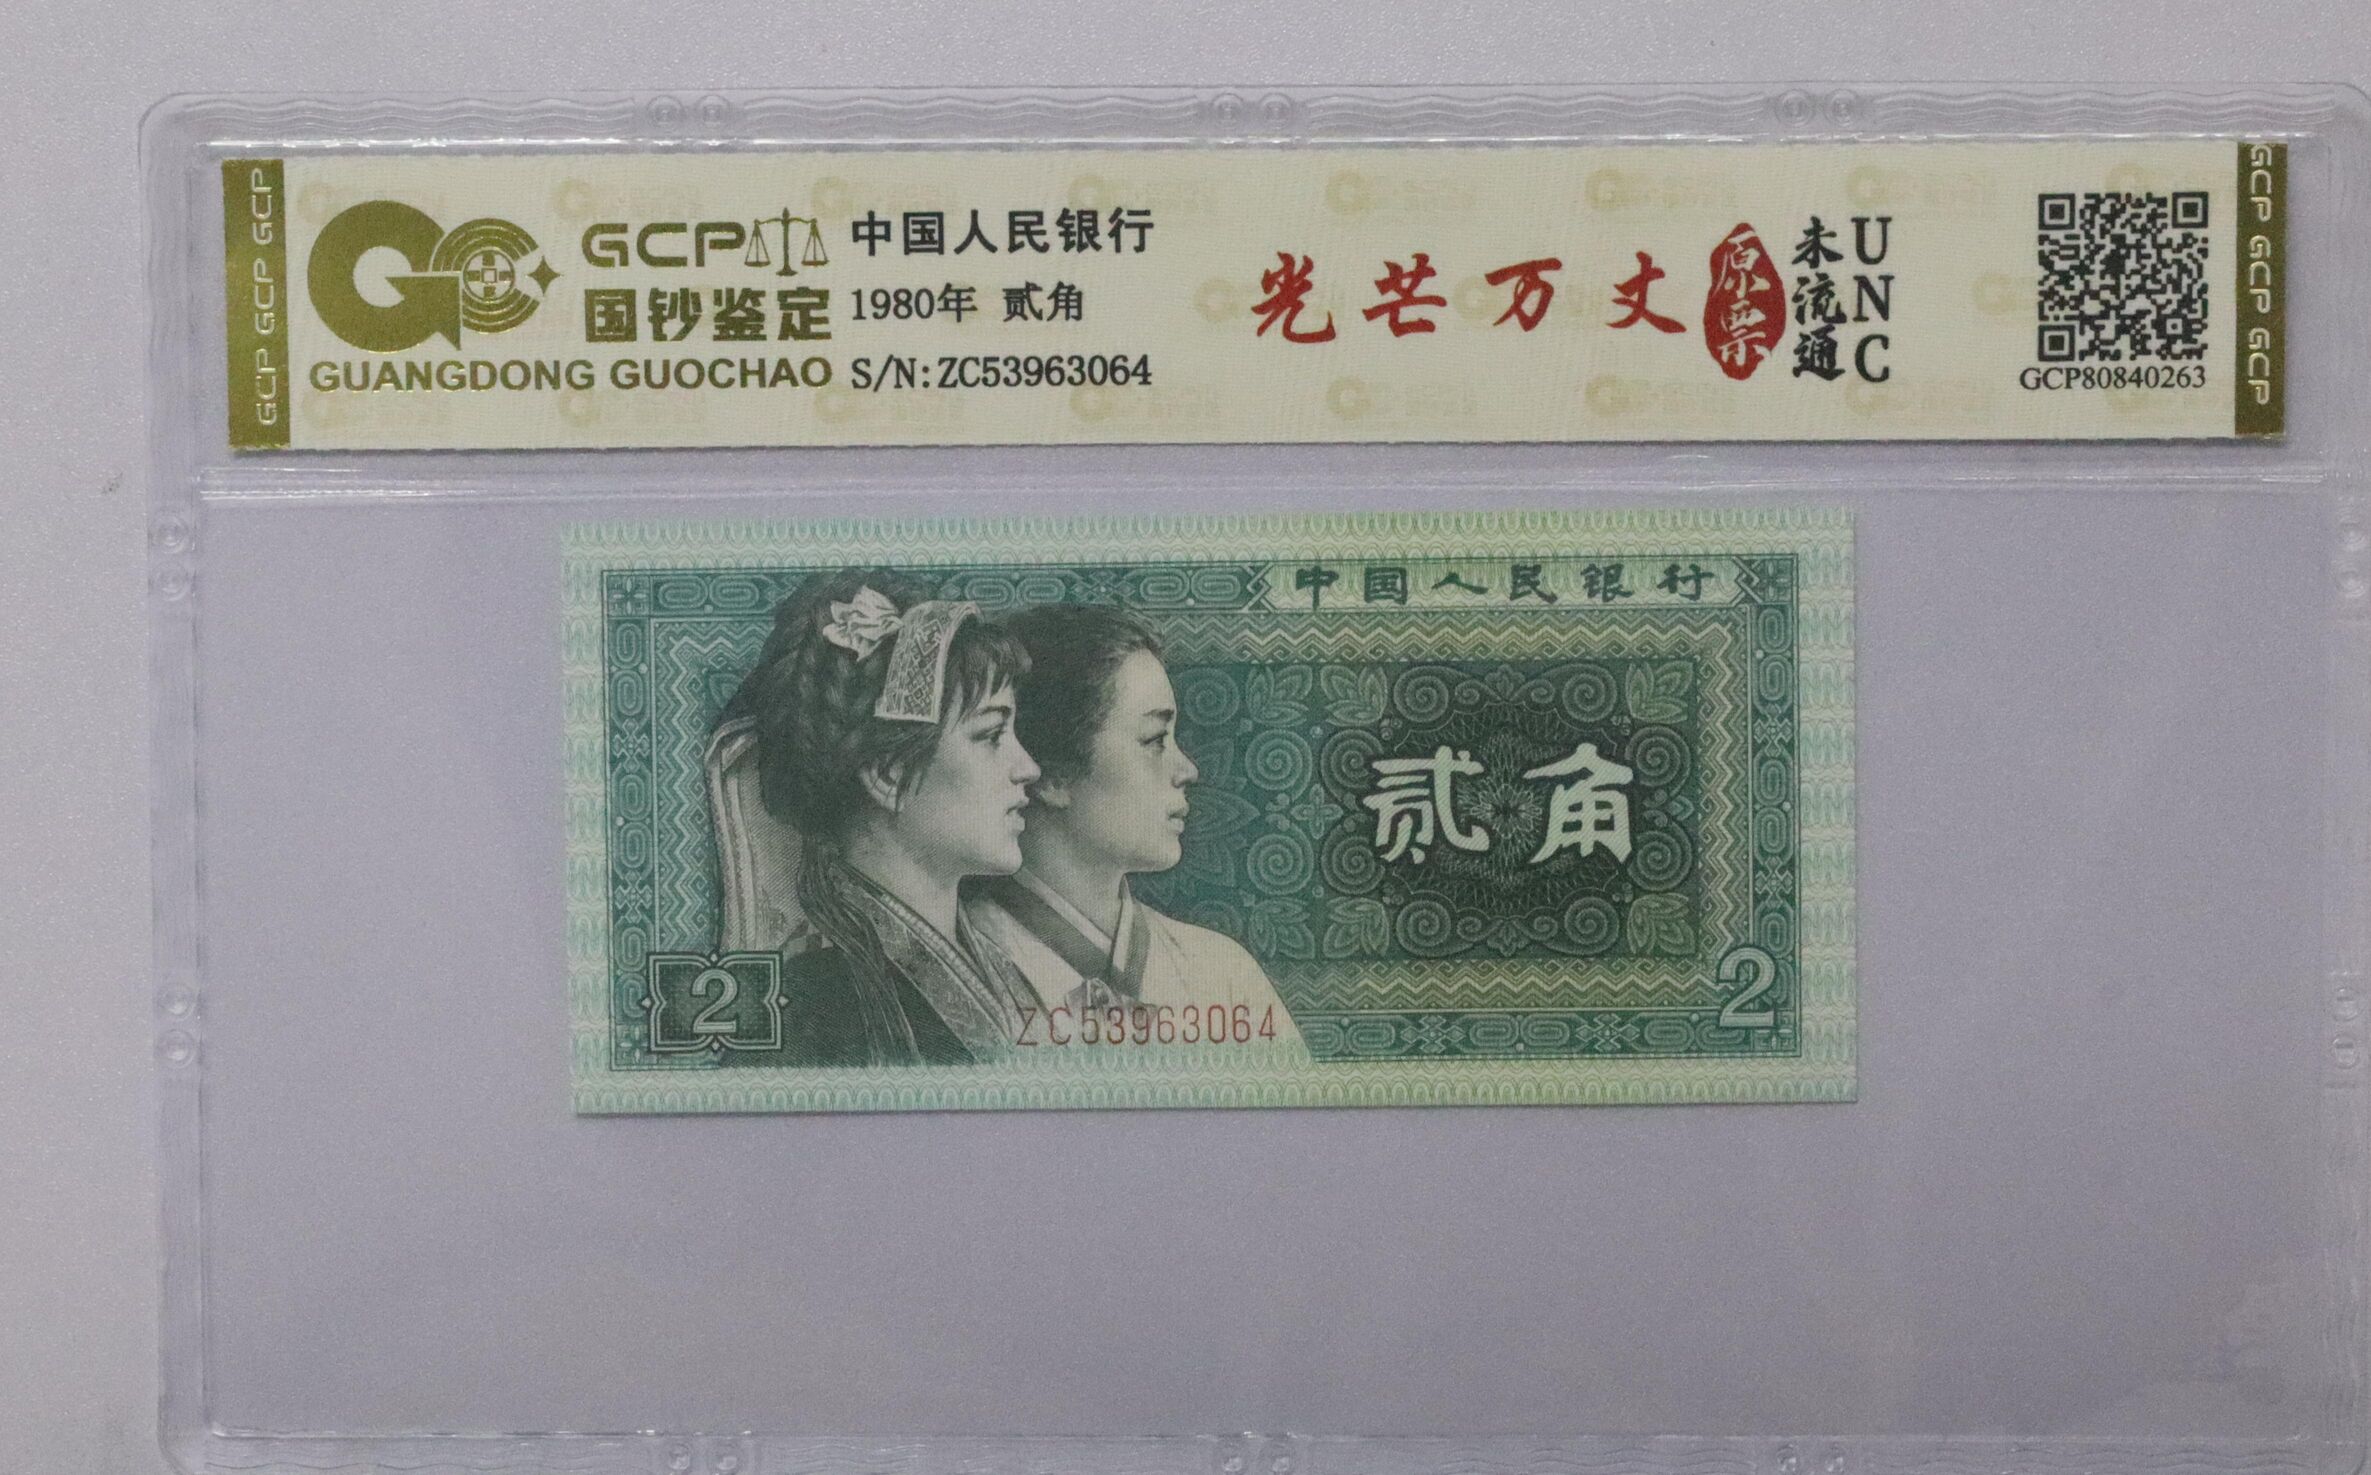 GCP GCP GCP
GCP
国钞鉴定
GUANGDONG GUOCHAO
中国人民银行
1980年 贰角
S/N:ZC53963064
光芒万丈
原票
未流通
UNC
GCP80840263
GCP GCP GCP
中国人民银行
贰角
2
2
ZC53963064